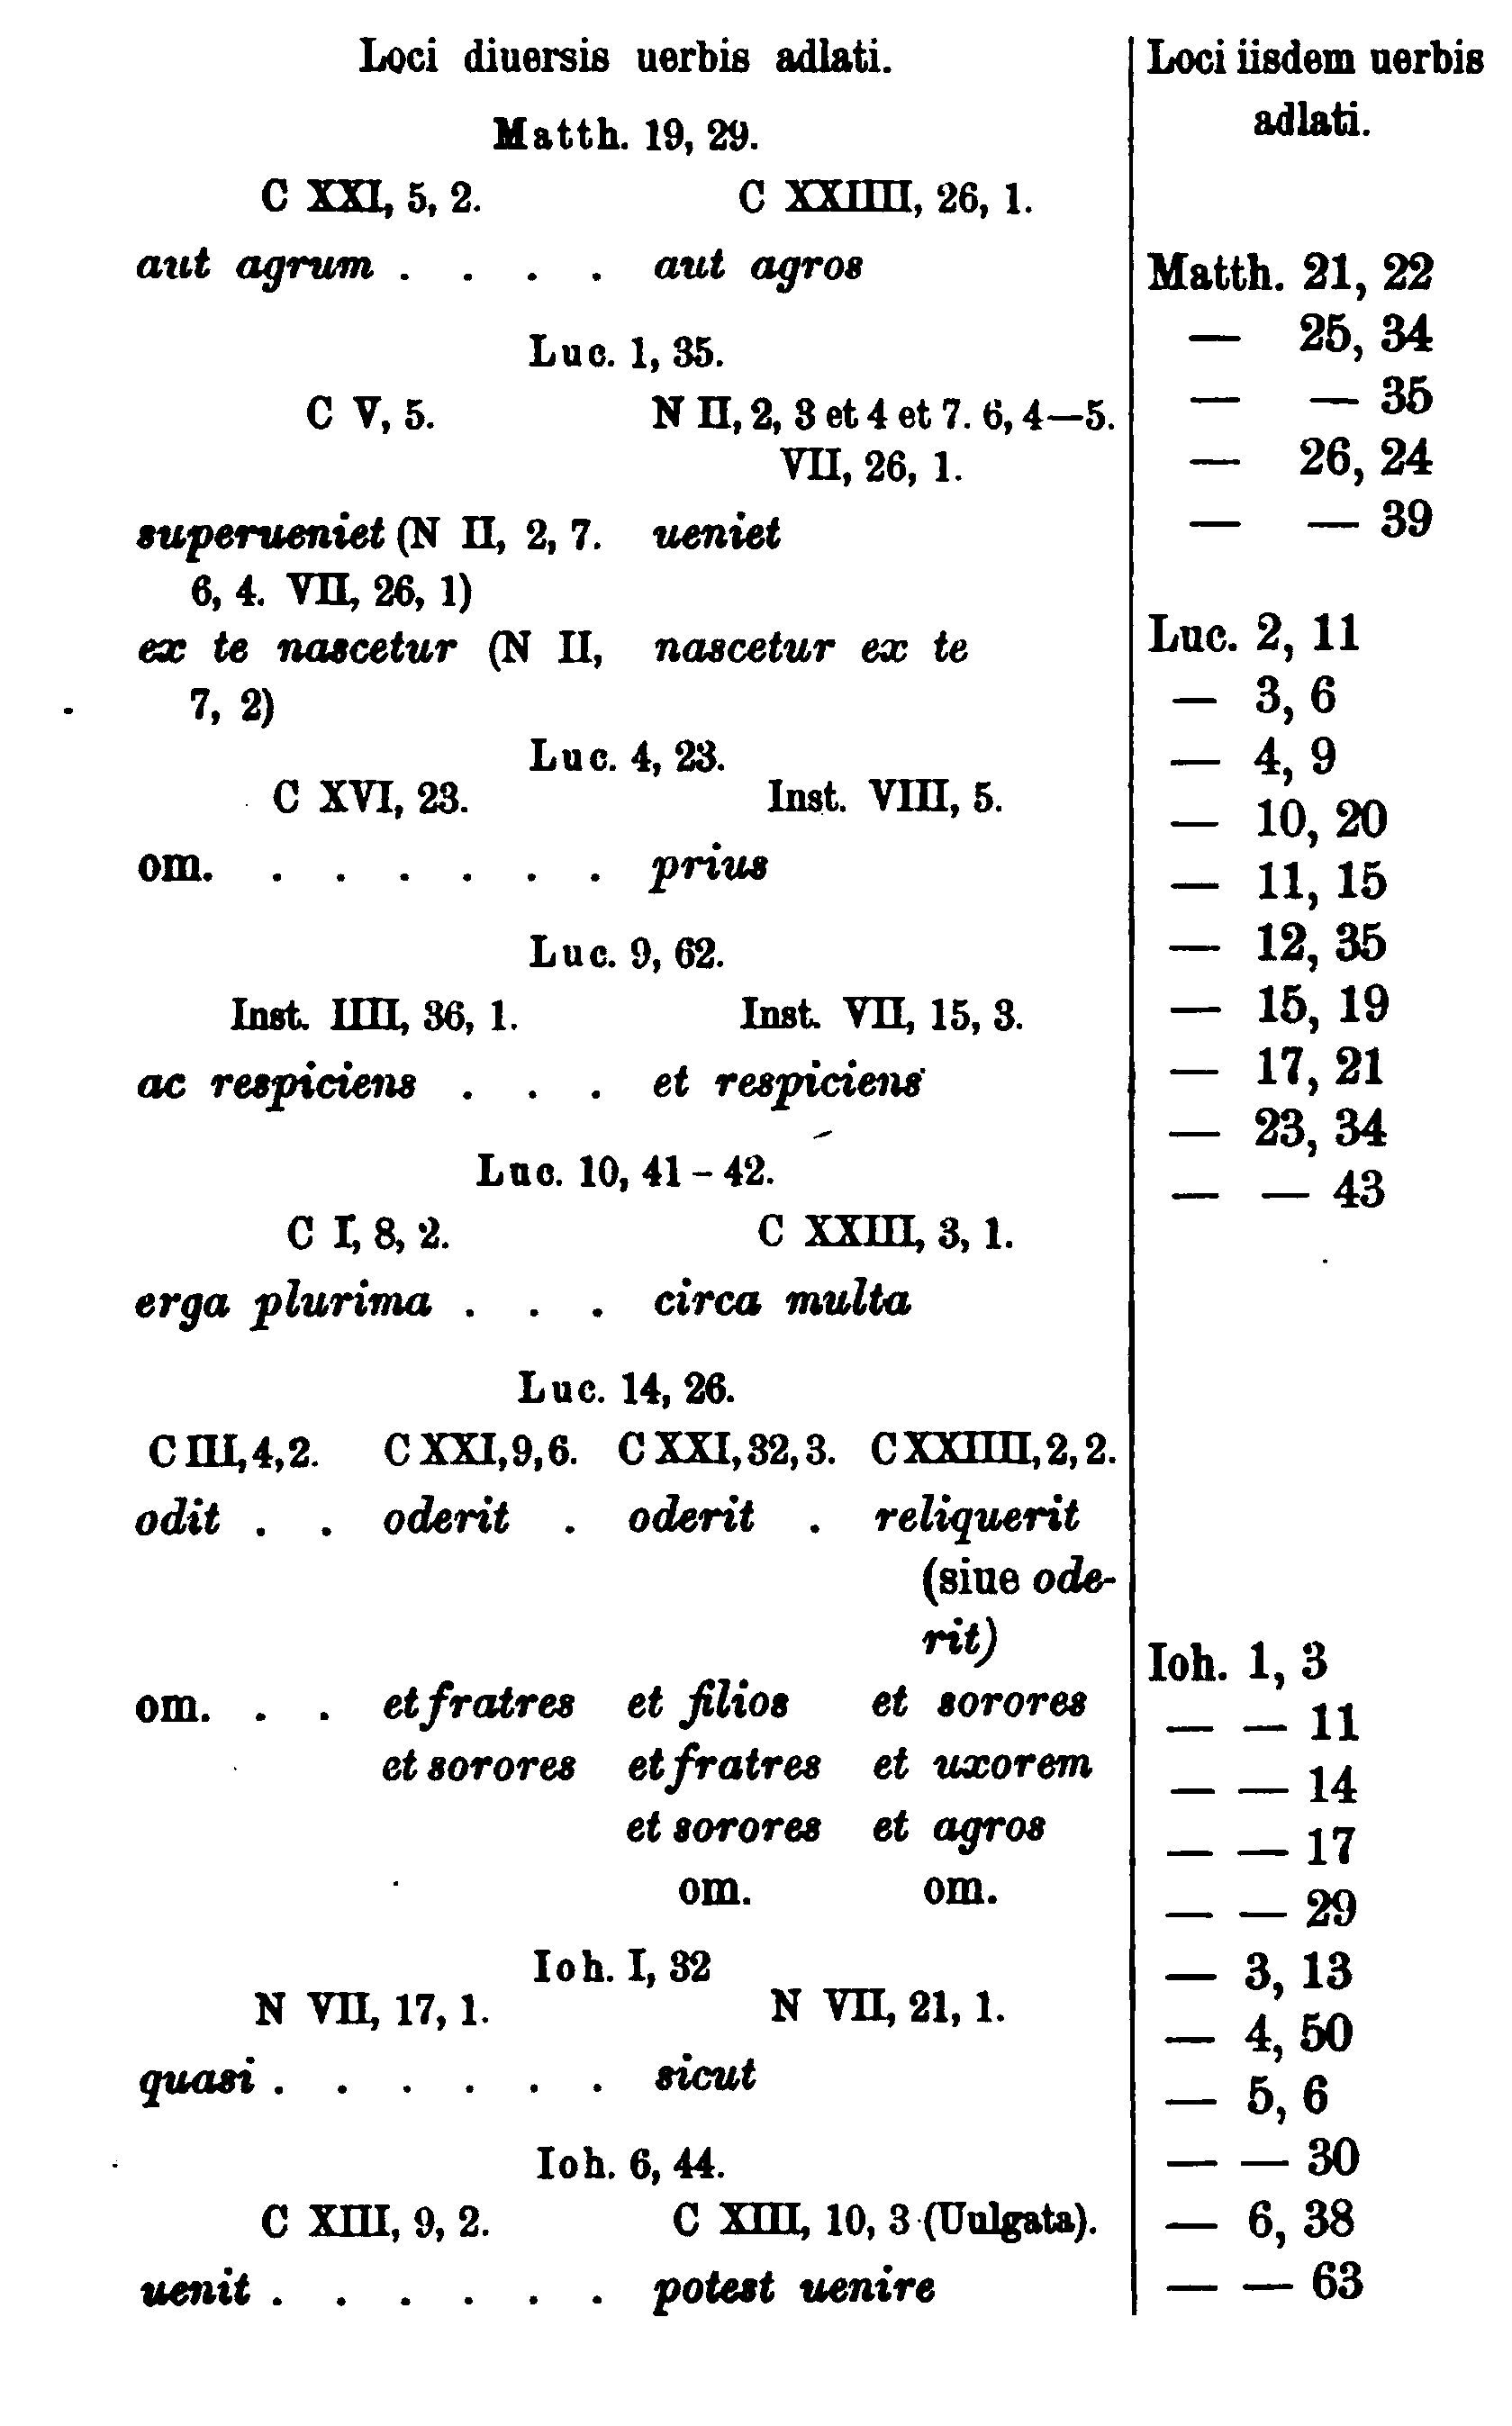 Loci diuersis uerbis adlati.
Matth. 19, 29.
C XXI, 5, 2. C XXIIII, 26, 1.
aut agrum . . . . aut agros
Luc. 1, 35.
C V, 5. N II, 2, 3 et 4 et 7. 6, 4—5.
VII, 26, 1.
superueniet (N II, 2, 7. ueniet
6, 4. VII, 26, 1)
ex te nascetur (N II, nascetur ex te
7, 2)
Luc. 4, 23.
C XVI, 23. Inst. VIII, 5.
om. . . . . . . prius
Luc. 9, 62.
Inst. IIII, 36, 1. Inst. VII, 15, 3.
ac respiciens . . . et respiciens
Luc. 10, 41-42.
C I, 8, 2. C XXIII, 3, 1.
erga plurima . . . circa multa
Luc. 14, 26.
C III, 4, 2. C XXI, 9, 6. C XXI, 32, 3. C XXIIII, 2, 2.
odit . . oderit . oderit . reliquerit
(siue ode-
rit)
om. . . et fratres et filios et sorores
et sorores et fratres et uxorem
et sorores et agros
om. om.
Ioh. I, 32
N VII, 17, 1. N VII, 21, 1.
quasi . . . . . . sicut
Ioh. 6, 44.
C XIII, 9, 2. C XIII, 10, 3 (Uulgata).
uenit . . . . . . potest uenire
Loci iisdem uerbis
adlati.
Matth. 21, 22
— 25, 34
— — 35
— 26, 24
— — 39
Luc. 2, 11
— 3, 6
— 4, 9
— 10, 20
— 11, 15
— 12, 35
— 15, 19
— 17, 21
— 23, 34
— — 43
Ioh. 1, 3
— — 11
— — 14
— — 17
— — 29
— 3, 13
— 4, 50
— 5, 6
— — 30
— 6, 38
— — 63